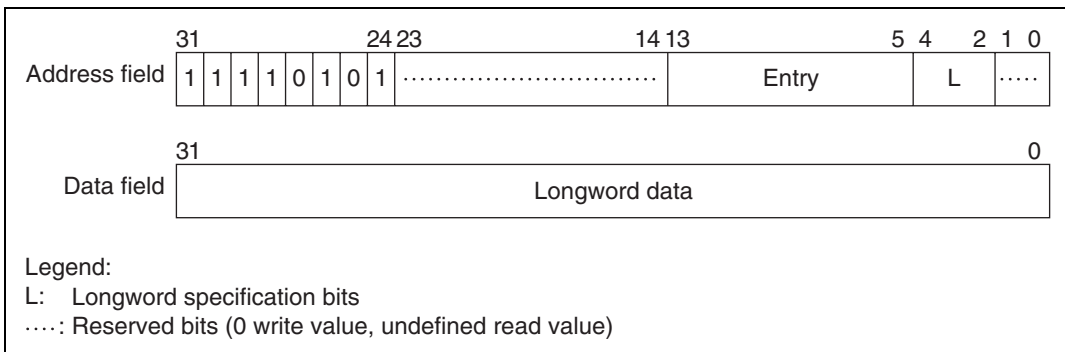 31 24 23 14 13 5 4 2 1 0
Address field 1 1 1 1 0 1 0 1 .............................. Entry L .....
31 0
Data field Longword data
Legend:
L: Longword specification bits
....: Reserved bits (0 write value, undefined read value)